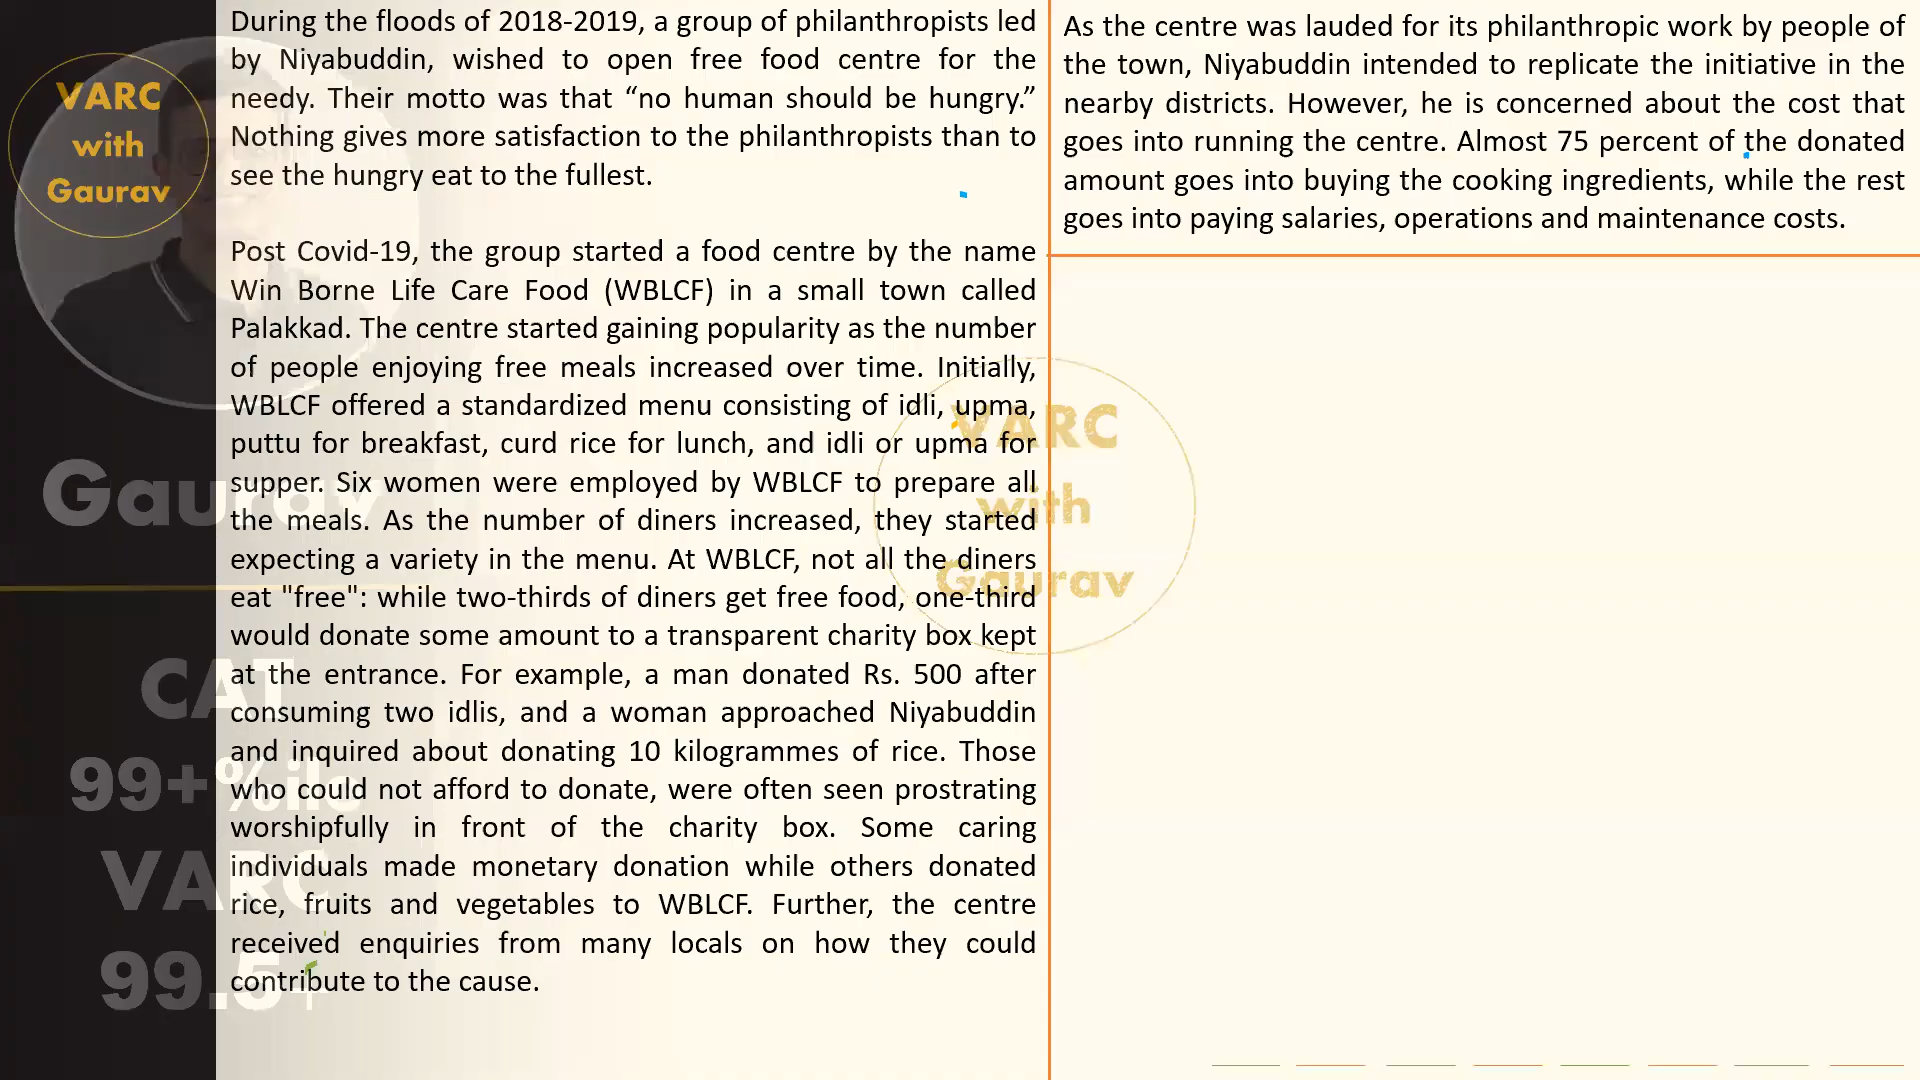 VARC
with
Gaurav
Gaurav
CAT
99+%ile
VARC
99.5+
During the floods of 2018-2019, a group of philanthropists led
by Niyabuddin, wished to open free food centre for the
needy. Their motto was that “no human should be hungry.”
Nothing gives more satisfaction to the philanthropists than to
see the hungry eat to the fullest.
Post Covid-19, the group started a food centre by the name
Win Borne Life Care Food (WBLCF) in a small town called
Palakkad. The centre started gaining popularity as the number
of people enjoying free meals increased over time. Initially,
WBLCF offered a standardized menu consisting of idli, upma,
puttu for breakfast, curd rice for lunch, and idli or upma for
supper. Six women were employed by WBLCF to prepare all
the meals. As the number of diners increased, they started
expecting a variety in the menu. At WBLCF, not all the diners
eat "free": while two-thirds of diners get free food, one-third
would donate some amount to a transparent charity box kept
at the entrance. For example, a man donated Rs. 500 after
consuming two idlis, and a woman approached Niyabuddin
and inquired about donating 10 kilogrammes of rice. Those
who could not afford to donate, were often seen prostrating
worshipfully in front of the charity box. Some caring
individuals made monetary donation while others donated
rice, fruits and vegetables to WBLCF. Further, the centre
received enquiries from many locals on how they could
contribute to the cause.
As the centre was lauded for its philanthropic work by people of
the town, Niyabuddin intended to replicate the initiative in the
nearby districts. However, he is concerned about the cost that
goes into running the centre. Almost 75 percent of the donated
amount goes into buying the cooking ingredients, while the rest
goes into paying salaries, operations and maintenance costs.
VARC
with
Gaurav